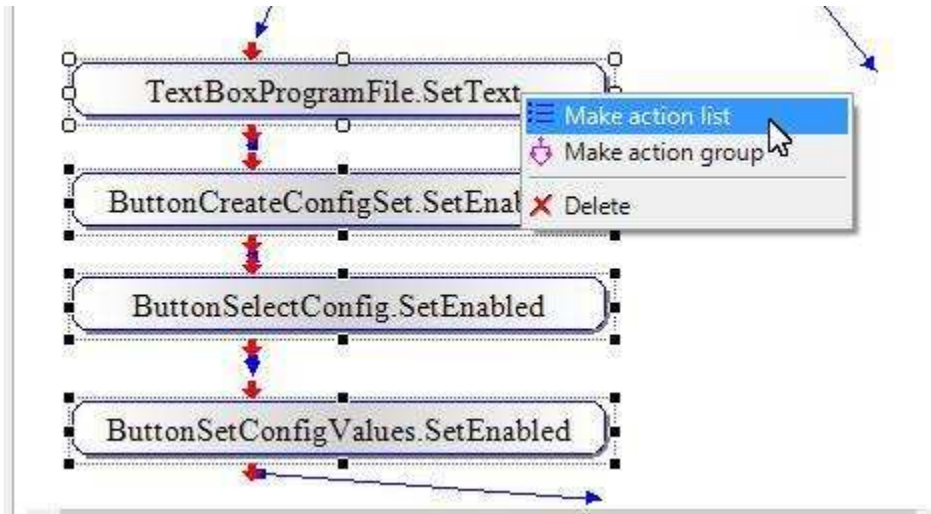 TextBoxProgramFile.SetText
Make action list
Make action group
ButtonCreateConfigSet.SetEnab
Delete
ButtonSelectConfig.SetEnabled
ButtonSetConfigValues.SetEnabled